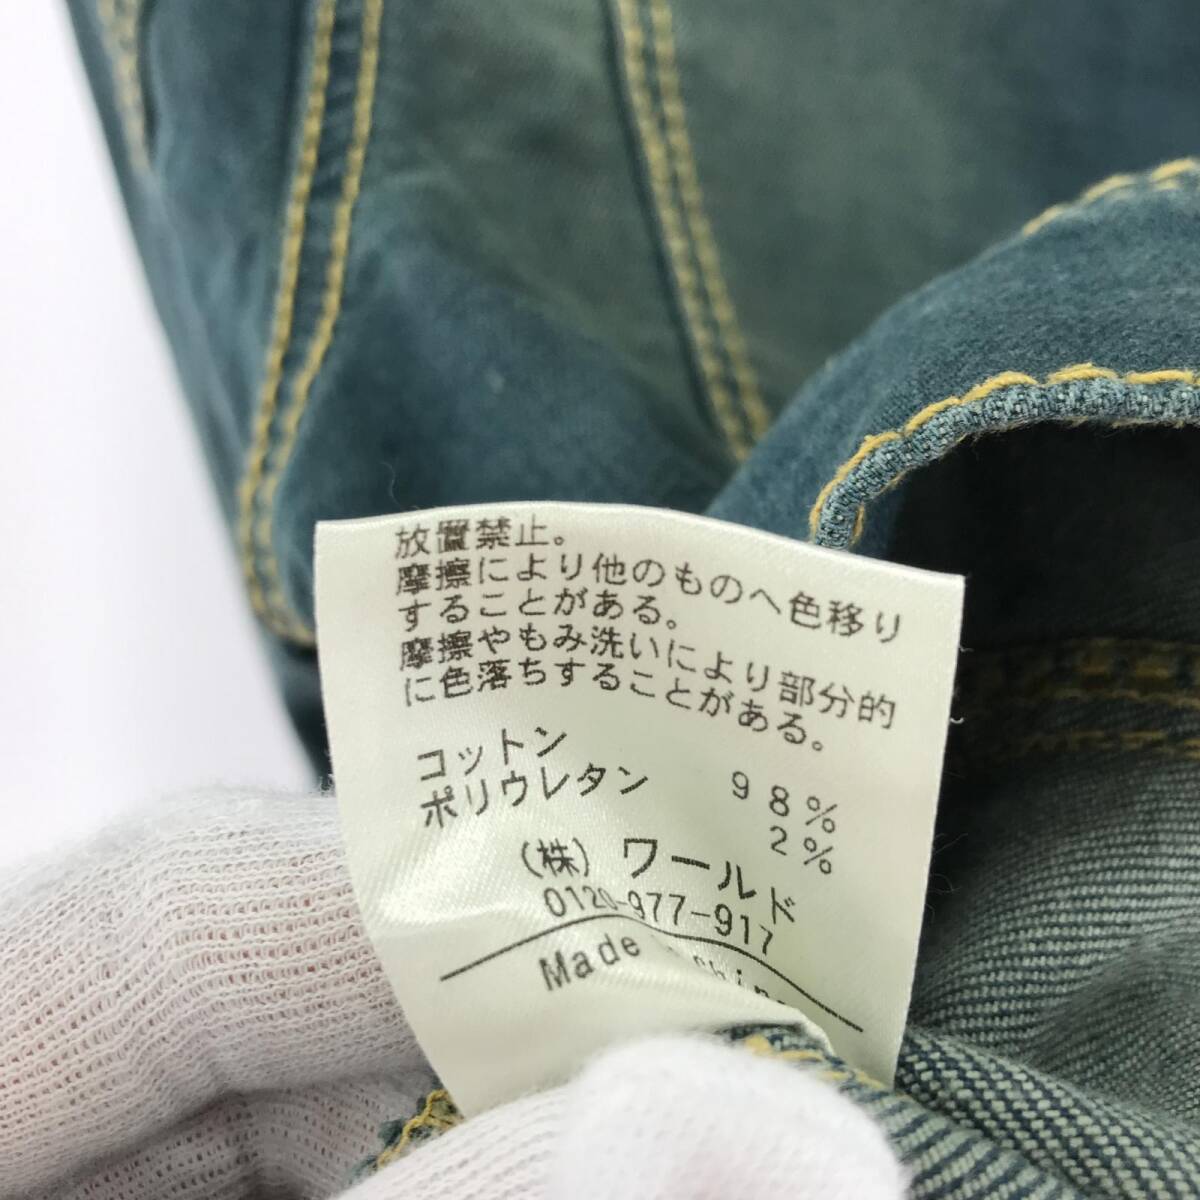 放置禁止。
摩擦により他のものへ色移り
することがある。
摩擦やもみ洗いにより部分的
に色落ちすることがある。
コットン 98%
ポリウレタン 2%
(株) ワールド
0120-977-917
Made